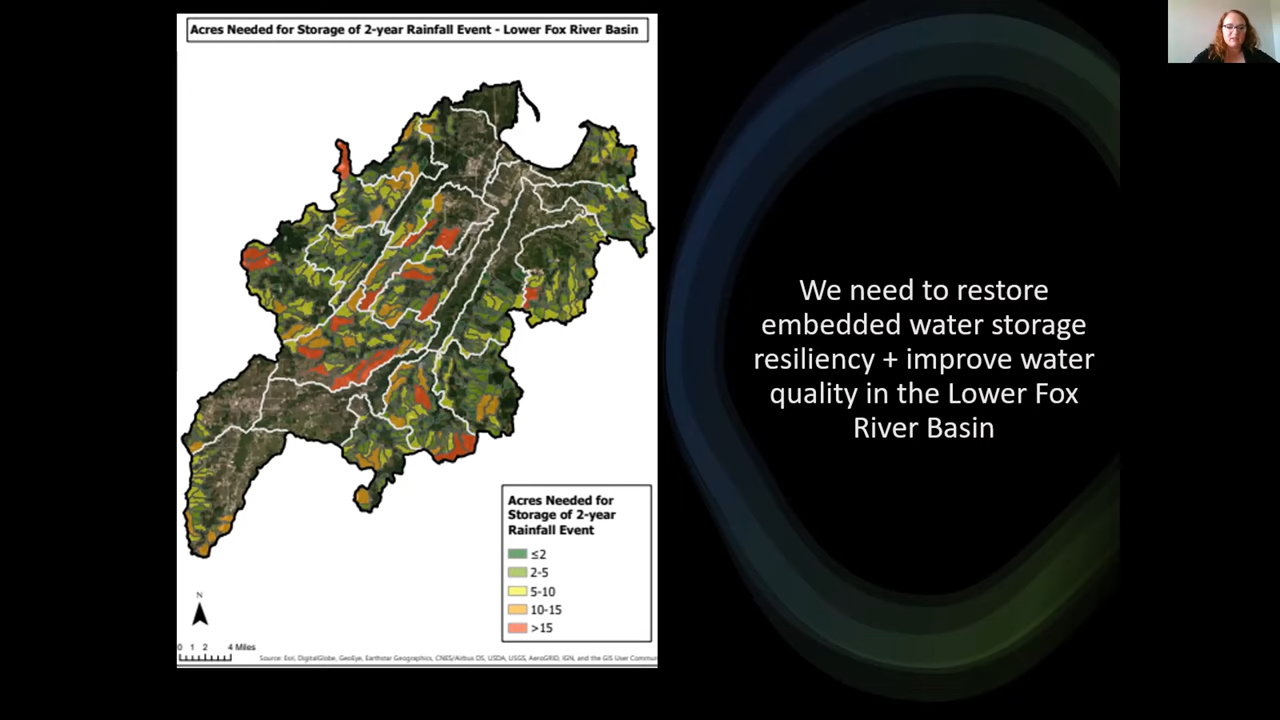 Acres Needed for Storage of 2-year Rainfall Event - Lower Fox River Basin
We need to restore
embedded water storage
resiliency + improve water
quality in the Lower Fox
River Basin
Acres Needed for
Storage of 2-year
Rainfall Event
≤2
2-5
5-10
10-15
>15
N
0 1 2 4 Miles
Source: Esri, DigitalGlobe, GeoEye, Earthstar Geographics, CNES/Airbus DS, USDA, USGS, AeroGRID, IGN, and the GIS User Commun